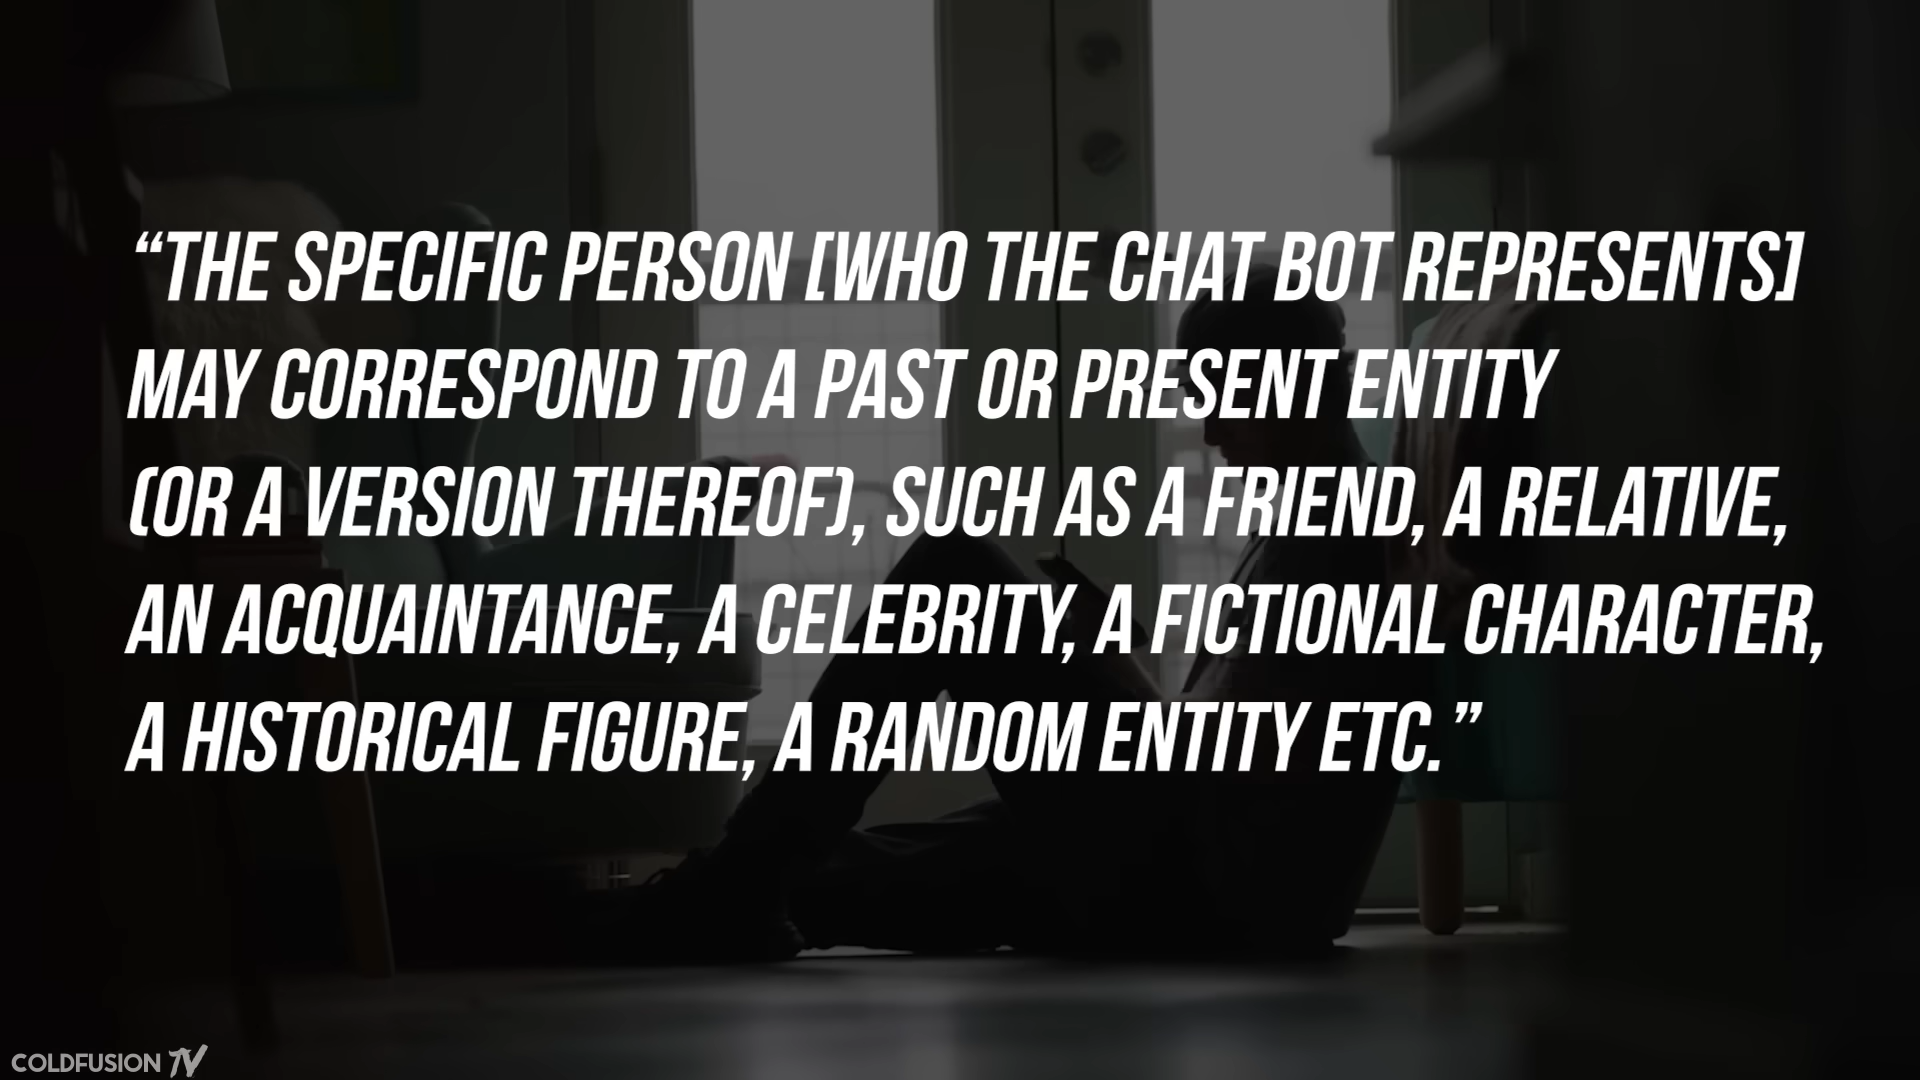 “THE SPECIFIC PERSON [WHO THE CHAT BOT REPRESENTS]
MAY CORRESPOND TO A PAST OR PRESENT ENTITY
(OR A VERSION THEREOF), SUCH AS A FRIEND, A RELATIVE,
AN ACQUAINTANCE, A CELEBRITY, A FICTIONAL CHARACTER,
A HISTORICAL FIGURE, A RANDOM ENTITY ETC.”
COLDFUSION TV